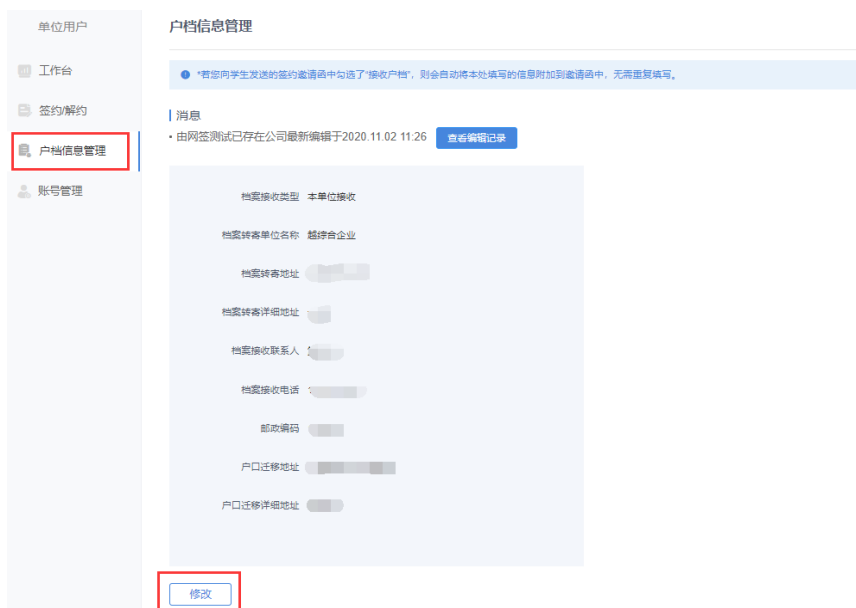 单位用户
工作台
签约/解约
户档信息管理
账号管理
户档信息管理
*若您向学生发送的签约邀请函中勾选了“接收户档”，则会自动将本处填写的信息附加到邀请函中，无需重复填写。
消息
• 由网签测试已存在公司最新编辑于2020.11.02 11:26 查看编辑记录
档案接收类型 本单位接收
档案转寄单位名称 越综合企业
档案转寄地址
档案转寄详细地址
档案接收联系人
档案接收电话
邮政编码
户口迁移地址
户口迁移详细地址
修改